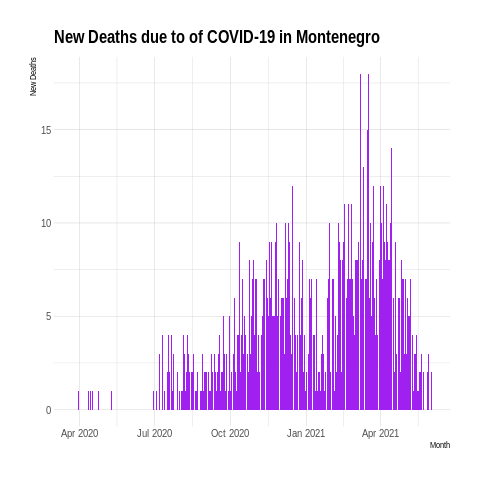 New Deaths due to of COVID-19 in Montenegro
New Deaths
15
10
5
0
Apr 2020 Jul 2020 Oct 2020 Jan 2021 Apr 2021
Month